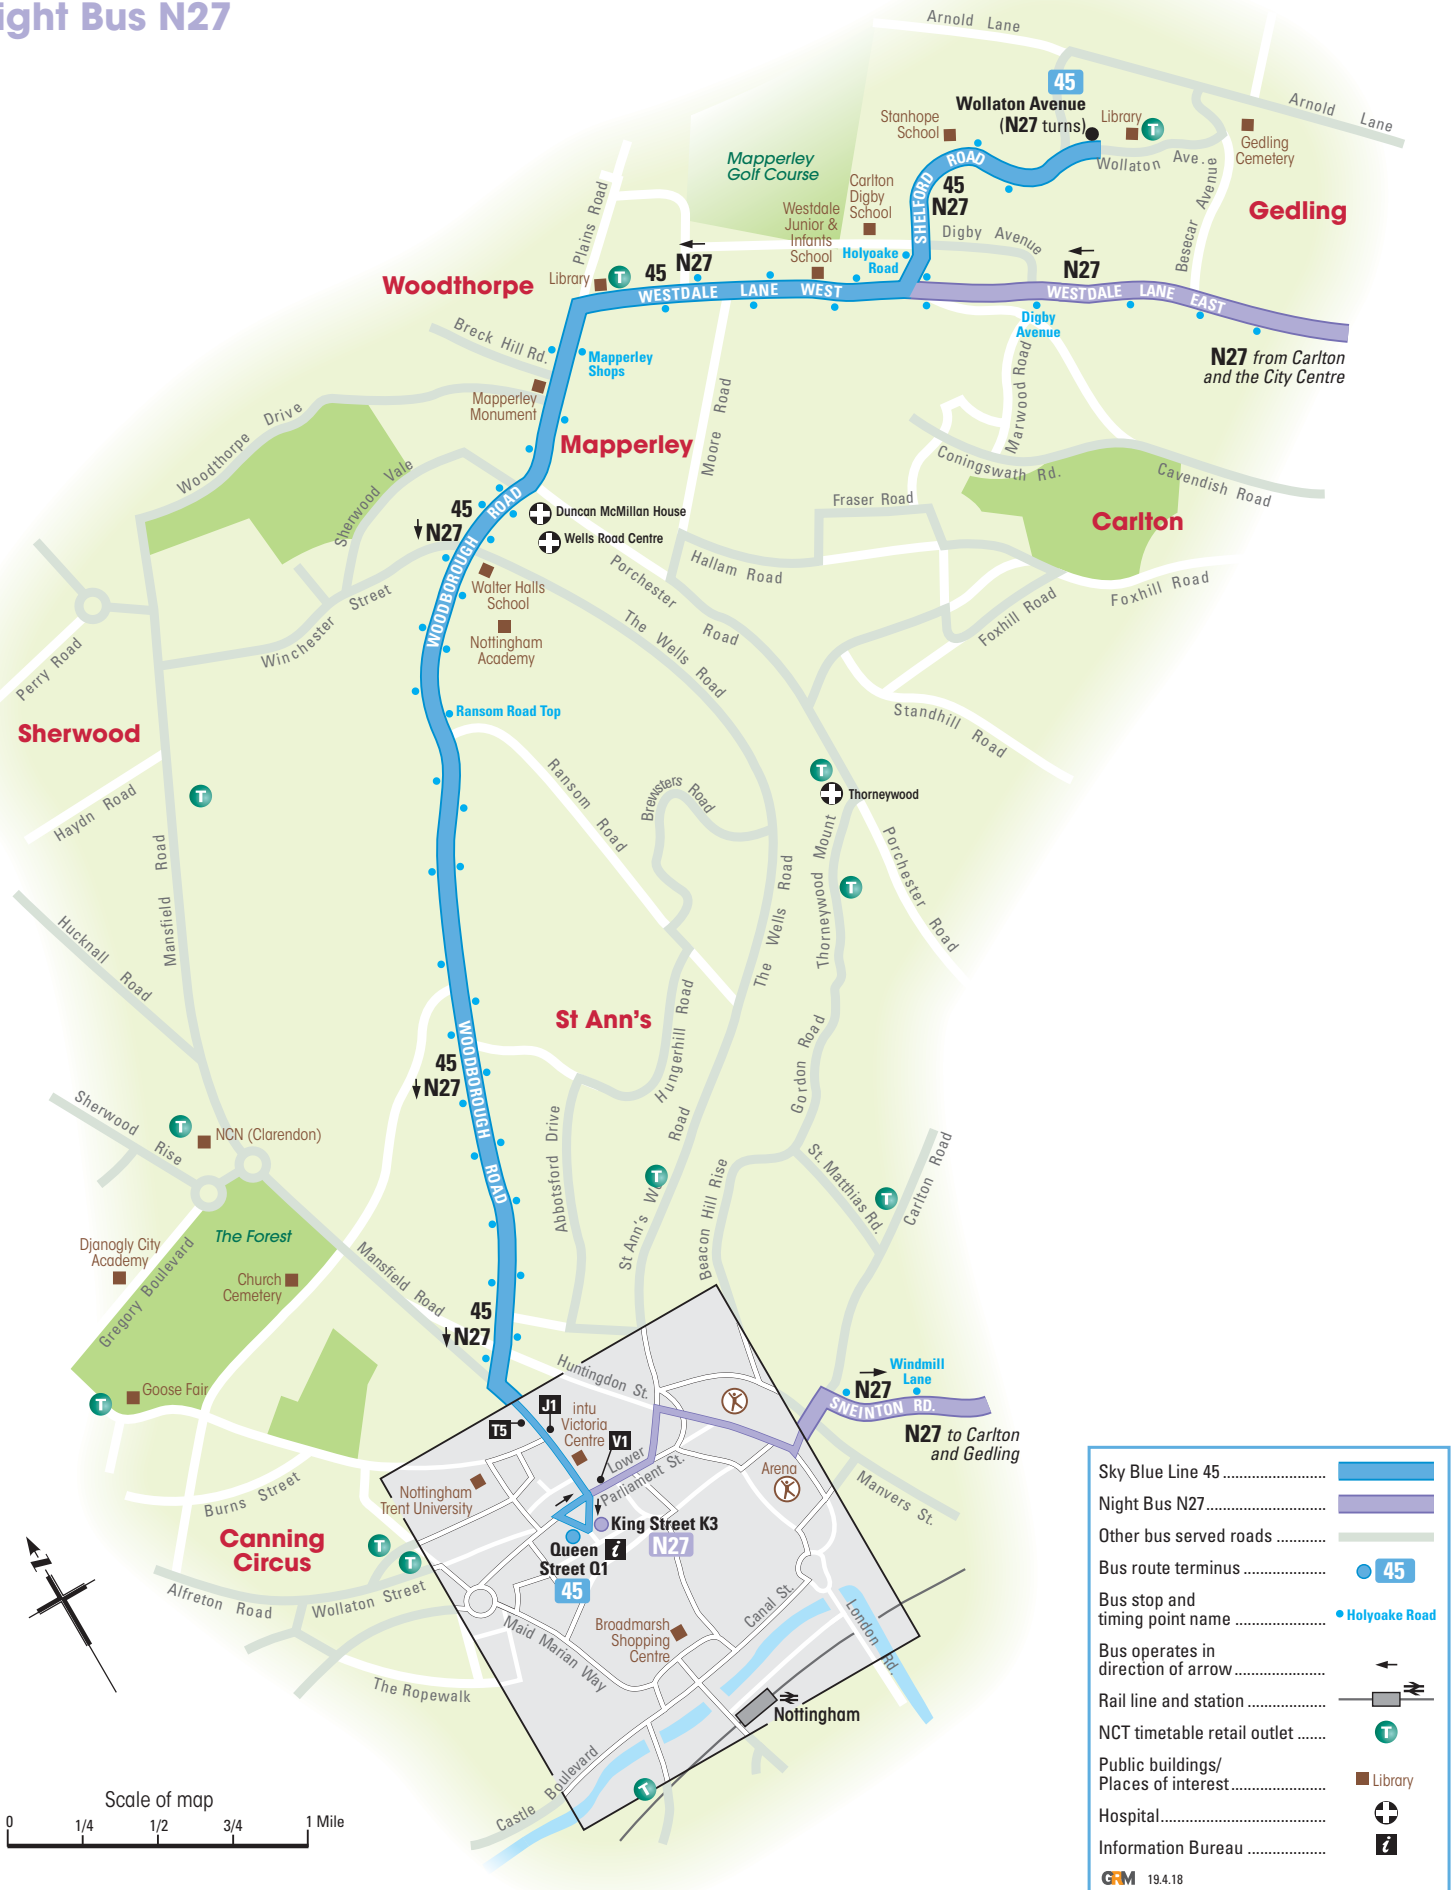 ight Bus N27
Arnold Lane
45
Wollaton Avenue
(N27 turns)
Library
T
Arnold Lane
Stanhope
School
Gedling
Cemetery
Mapperley
Golf Course
ROAD
Wollaton Ave.
Carlton
Digby
School
45
N27
SHELFORD
Besecar Avenue
Gedling
Plains Road
Westdale
Junior &
Infants
School
Digby Avenue
Holyoake
Road
N27
N27
45
Woodthorpe
Library
T
WESTDALE LANE WEST
WESTDALE LANE EAST
Digby
Avenue
Breck Hill Rd.
Mapperley
Shops
N27 from Carlton
and the City Centre
Mapperley
Monument
Marwood Road
Moore Road
Woodthorpe Drive
Mapperley
Sherwood Vale
Coningswath Rd.
Cavendish Road
Fraser Road
45
N27
ROAD
Duncan McMillan House
Wells Road Centre
Carlton
WOODBOROUGH
Hallam Road
Porchester Road
Walter Halls
School
Foxhill Road
Foxhill Road
Winchester Street
Nottingham
Academy
The Wells Road
Perry Road
Sherwood
Ransom Road Top
Standhill Road
T
Haydn Road
Ransom Road
Brewsters Road
T
Thorneywood
Mansfield Road
Thorneywood Mount
Porchester Road
T
The Wells Road
Hucknall Road
St Ann's
Hungerhill Road
Gordon Road
45
N27
WOODBOROUGH ROAD
Sherwood Rise
T
NCN (Clarendon)
Abbotsford Drive
St Ann's W
Road
T
Beacon Hill Rise
St. Matthias Rd.
T
Carlton Road
The Forest
Djanogly City
Academy
Gregory Boulevard
Church
Cemetery
Mansfield Road
45
N27
Huntingdon St.
Windmill
Lane
N27
SNEINTON RD.
N27 to Carlton
and Gedling
Goose Fair
T
J1
T5
intu
Victoria
Centre
V1
Lower
Parliament St.
Arena
Manvers St.
Nottingham
Trent University
Burns Street
Canning
Circus
T
T
King Street K3
N27
Queen
Street Q1
i
45
Alfreton Road
Wollaton Street
Maid Marian Way
Broadmarsh
Shopping
Centre
Canal St.
London Rd.
The Ropewalk
Nottingham
Castle Boulevard
T
Scale of map
0 1/4 1/2 3/4 1 Mile
Sky Blue Line 45
Night Bus N27
Other bus served roads
Bus route terminus 45
Bus stop and
timing point name Holyoake Road
Bus operates in
direction of arrow
Rail line and station
NCT timetable retail outlet T
Public buildings/
Places of interest Library
Hospital
Information Bureau i
GRM 19.4.18